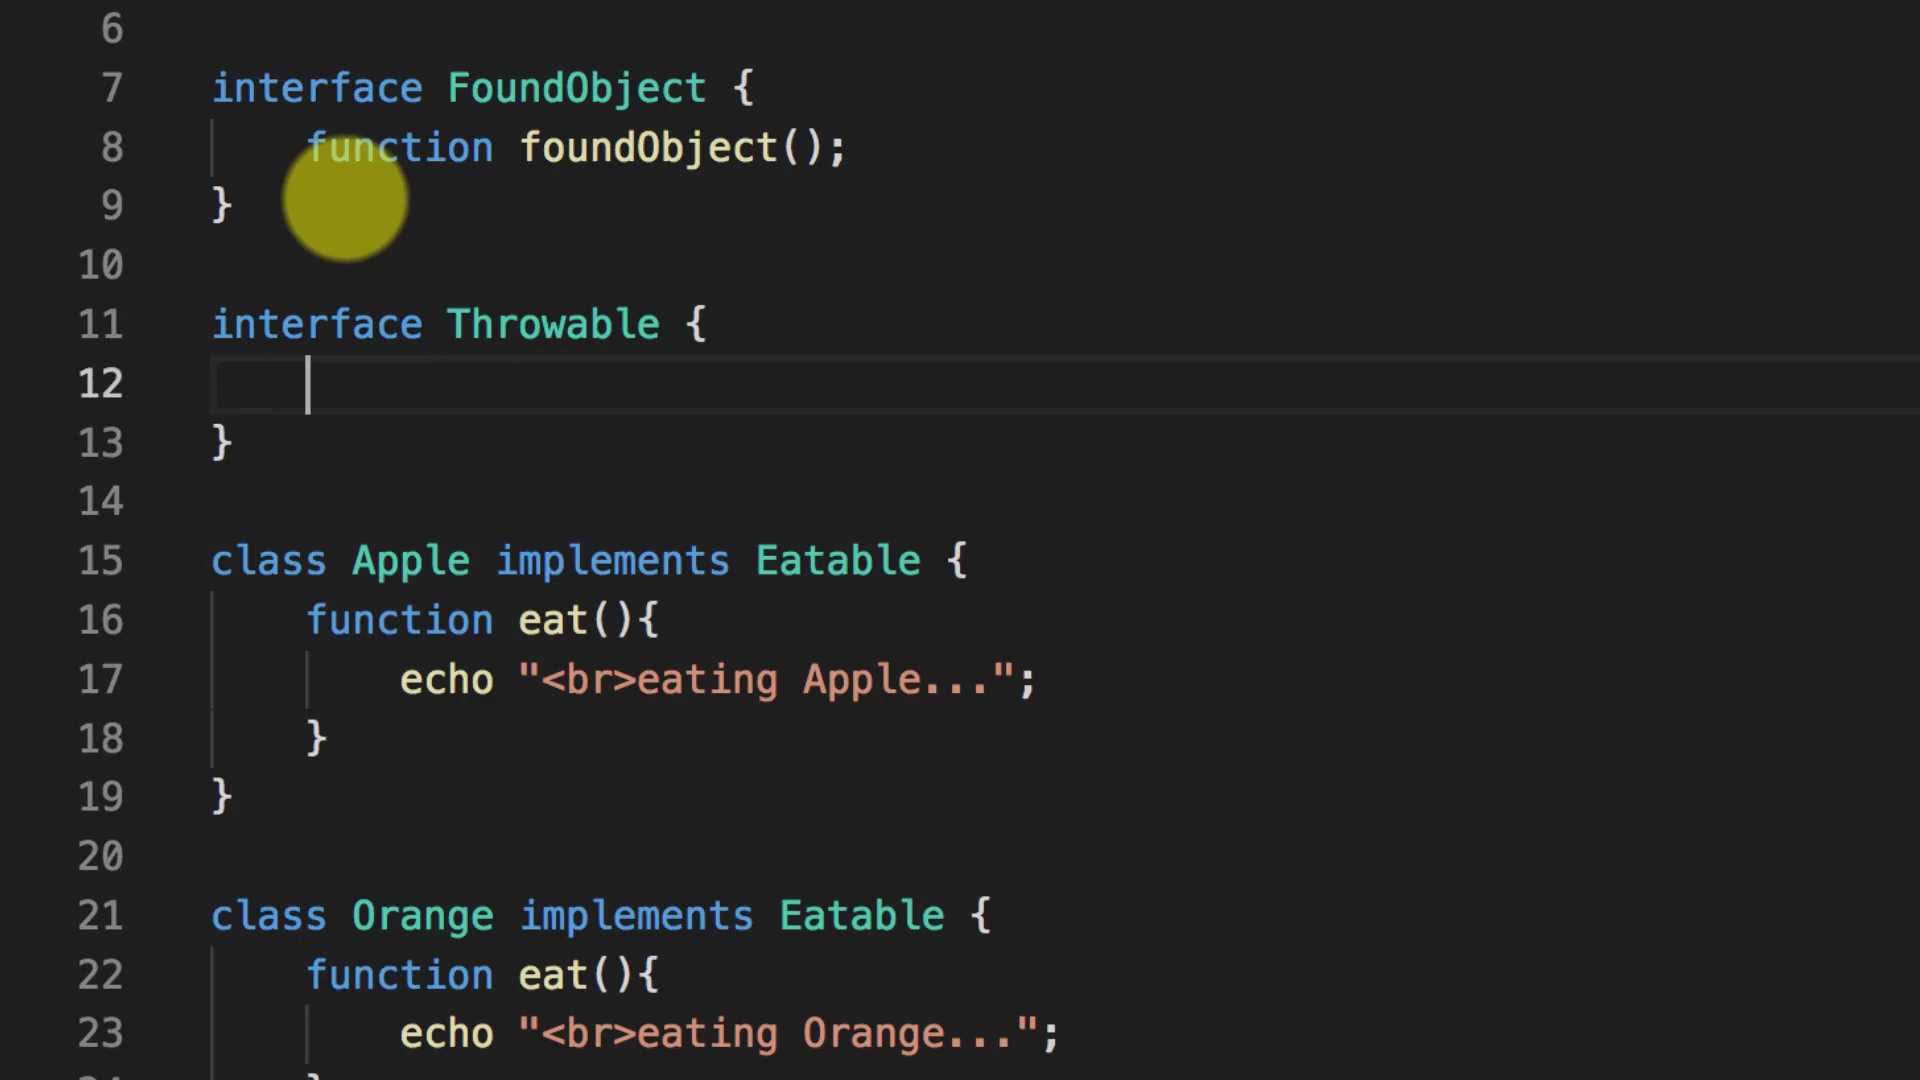 6
7 interface FoundObject {
8 function foundObject();
9 }
10
11 interface Throwable {
12
13 }
14
15 class Apple implements Eatable {
16 function eat(){
17 echo "<br>eating Apple...";
18 }
19 }
20
21 class Orange implements Eatable {
22 function eat(){
23 echo "<br>eating Orange...";
}